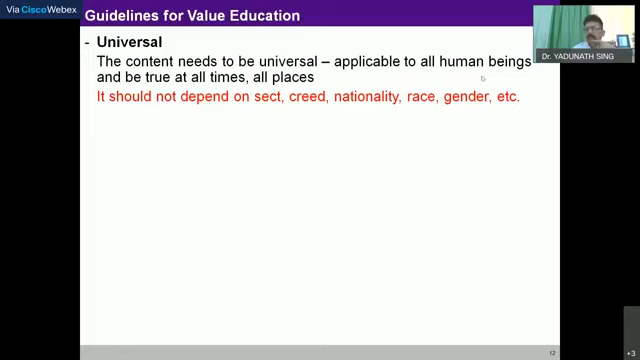 Via Cisco Webex
Guidelines for Value Education
- Universal
The content needs to be universal – applicable to all human beings
and be true at all times, all places
It should not depend on sect, creed, nationality, race, gender, etc.
Dr. YADUNATH SING
12
+3